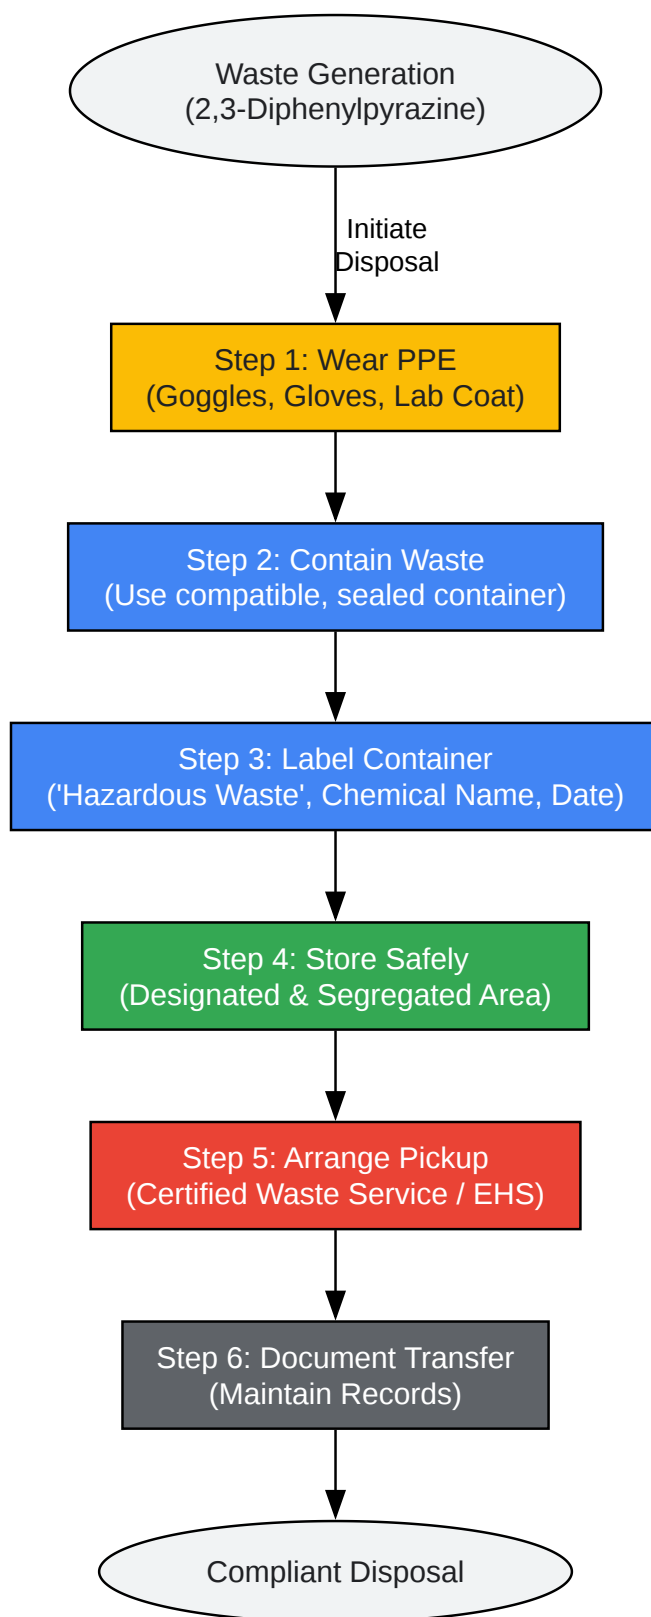 Waste Generation
(2,3-Diphenylpyrazine)
Initiate
Disposal
Step 1: Wear PPE
(Goggles, Gloves, Lab Coat)
Step 2: Contain Waste
(Use compatible, sealed container)
Step 3: Label Container
('Hazardous Waste', Chemical Name, Date)
Step 4: Store Safely
(Designated & Segregated Area)
Step 5: Arrange Pickup
(Certified Waste Service / EHS)
Step 6: Document Transfer
(Maintain Records)
Compliant Disposal